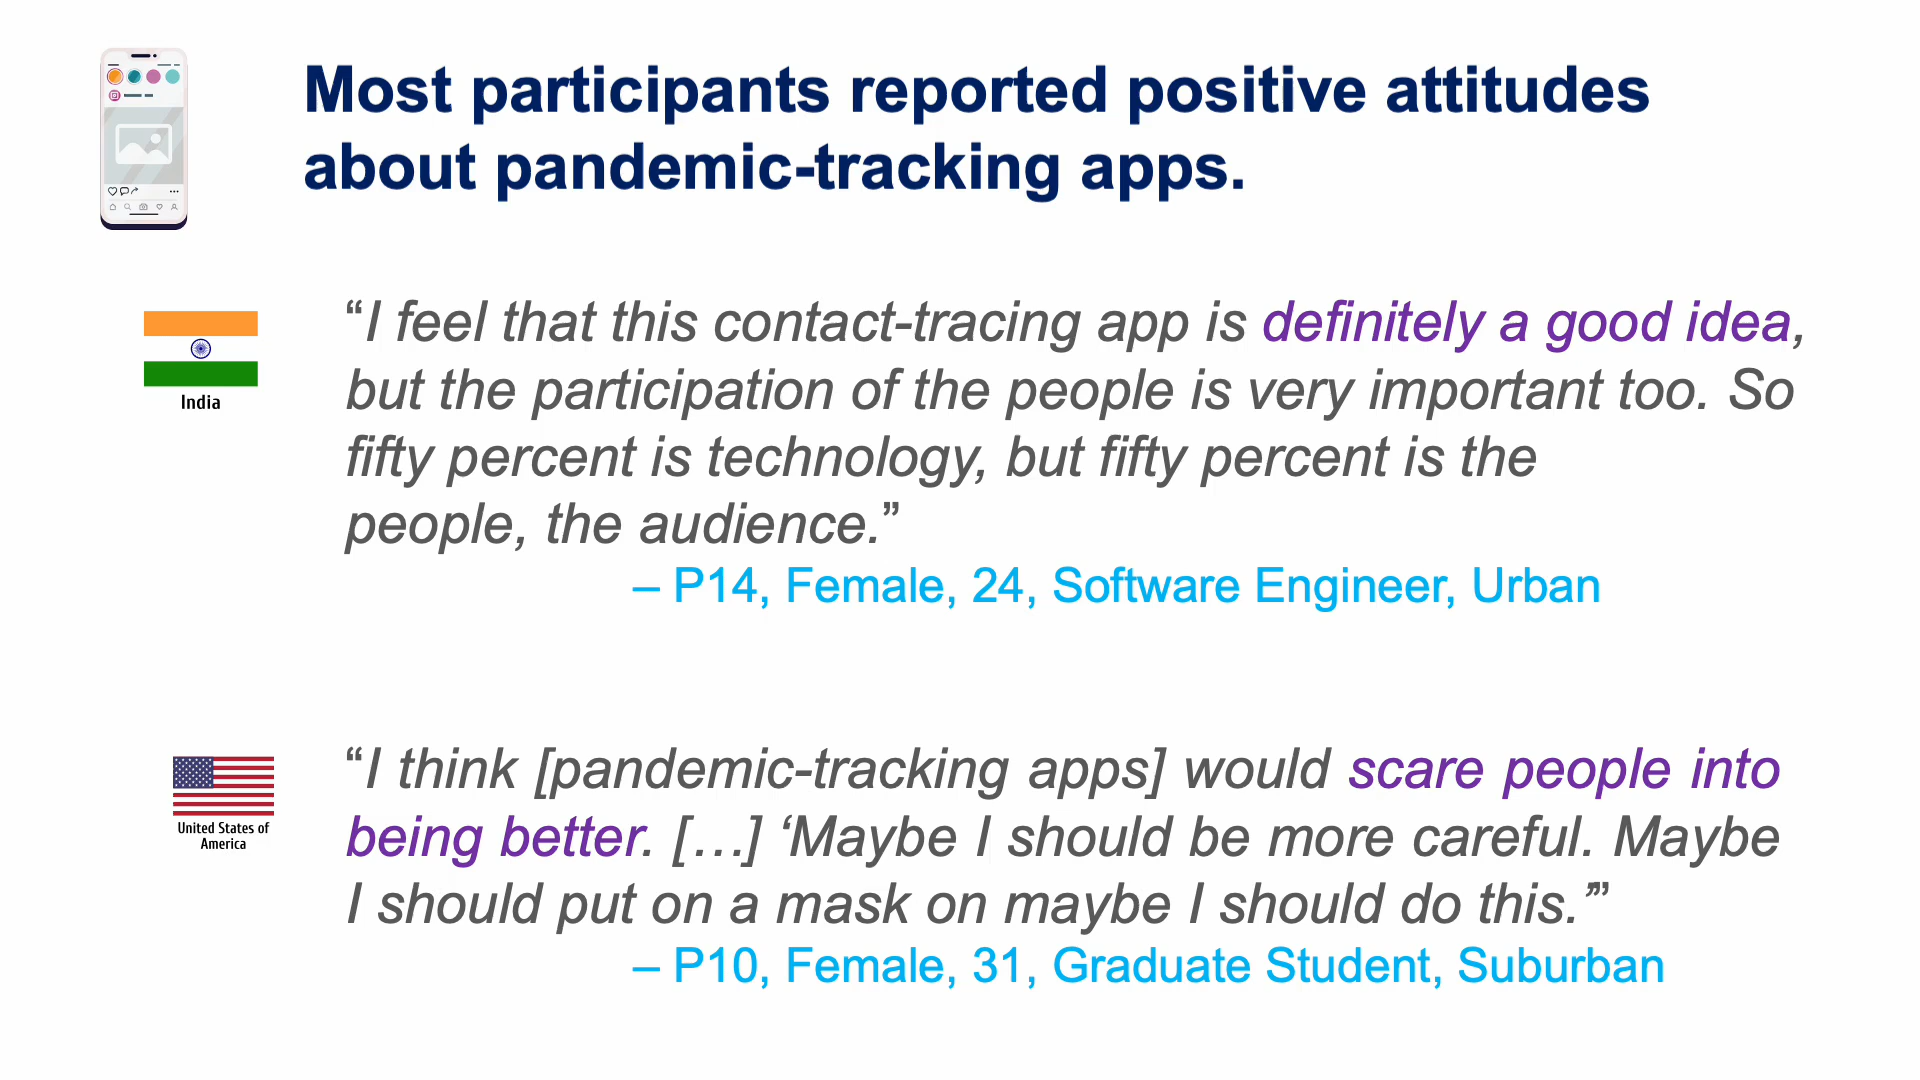 Most participants reported positive attitudes
about pandemic-tracking apps.
India
“I feel that this contact-tracing app is definitely a good idea,
but the participation of the people is very important too. So
fifty percent is technology, but fifty percent is the
people, the audience.”
– P14, Female, 24, Software Engineer, Urban
United States of
America
“I think [pandemic-tracking apps] would scare people into
being better. […] ‘Maybe I should be more careful. Maybe
I should put on a mask on maybe I should do this.’”
– P10, Female, 31, Graduate Student, Suburban